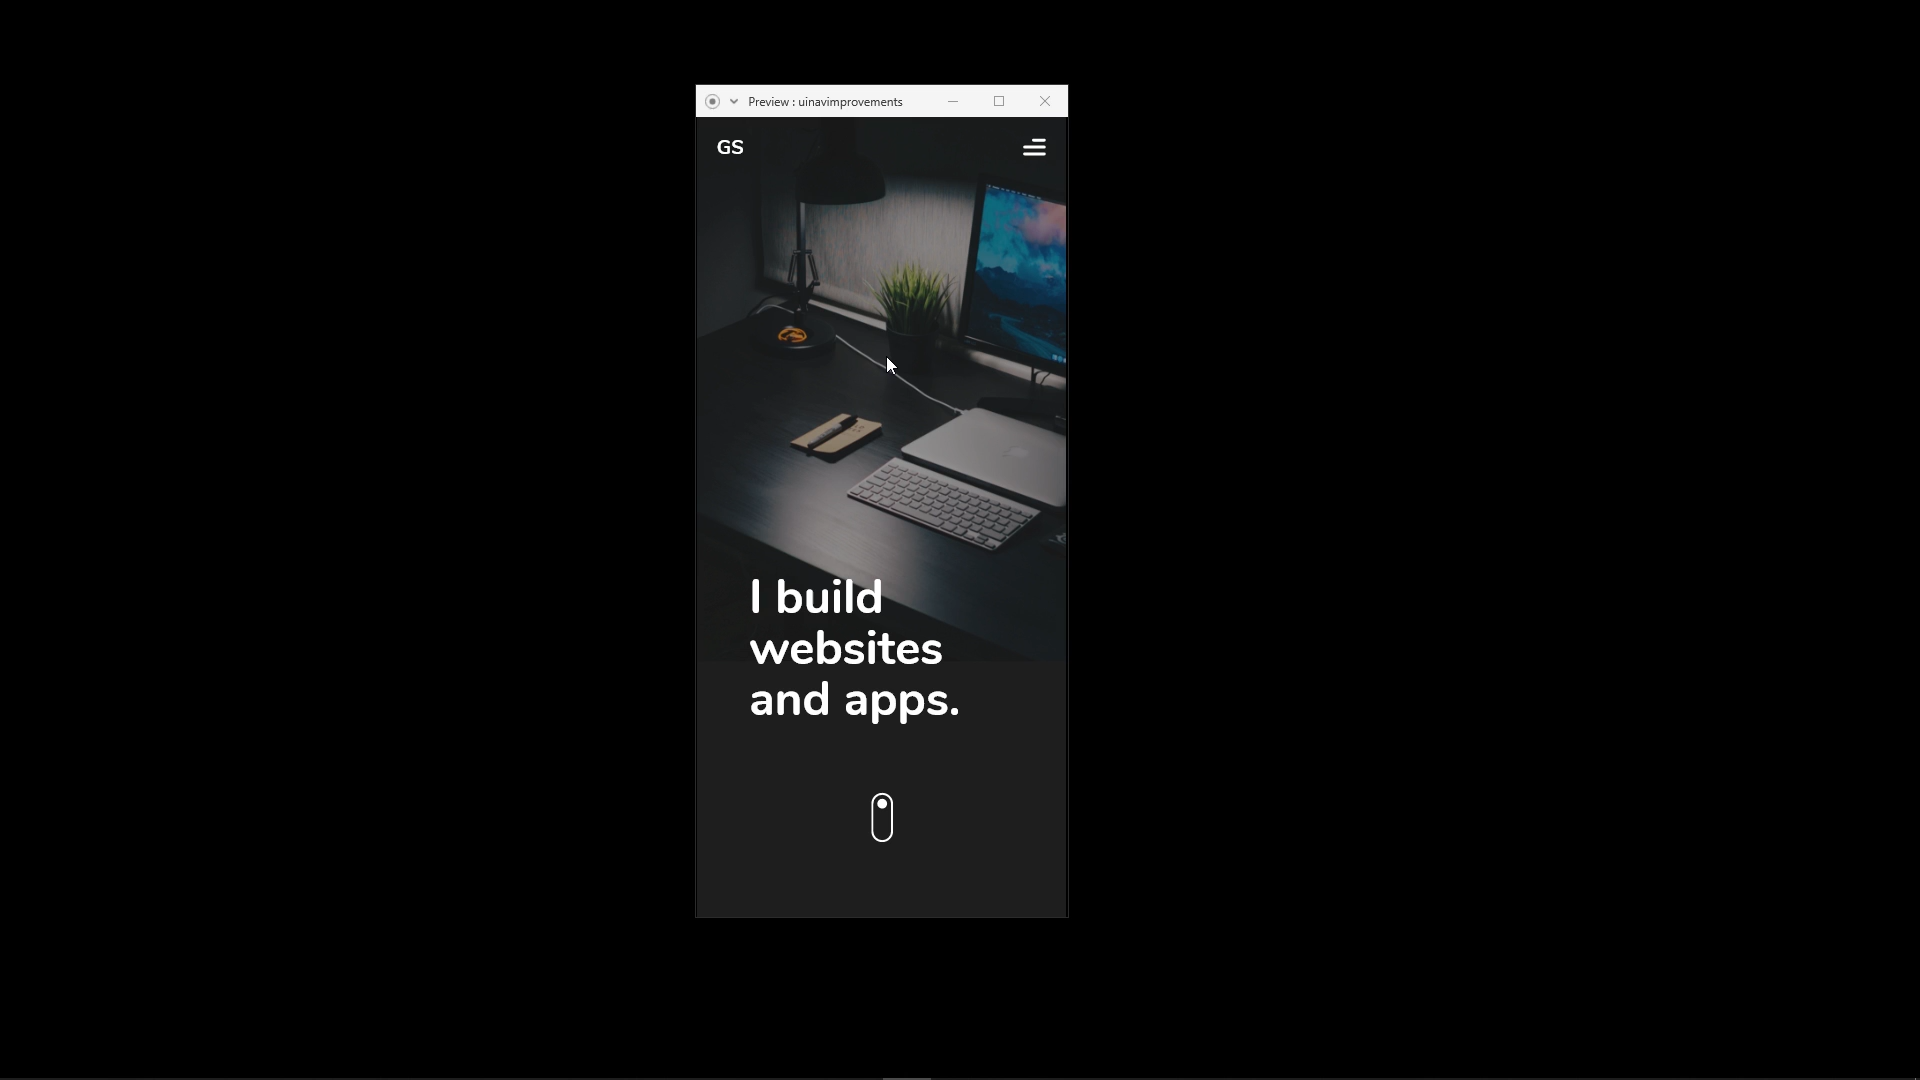 Preview : uinavimprovements
GS
I build
websites
and apps.